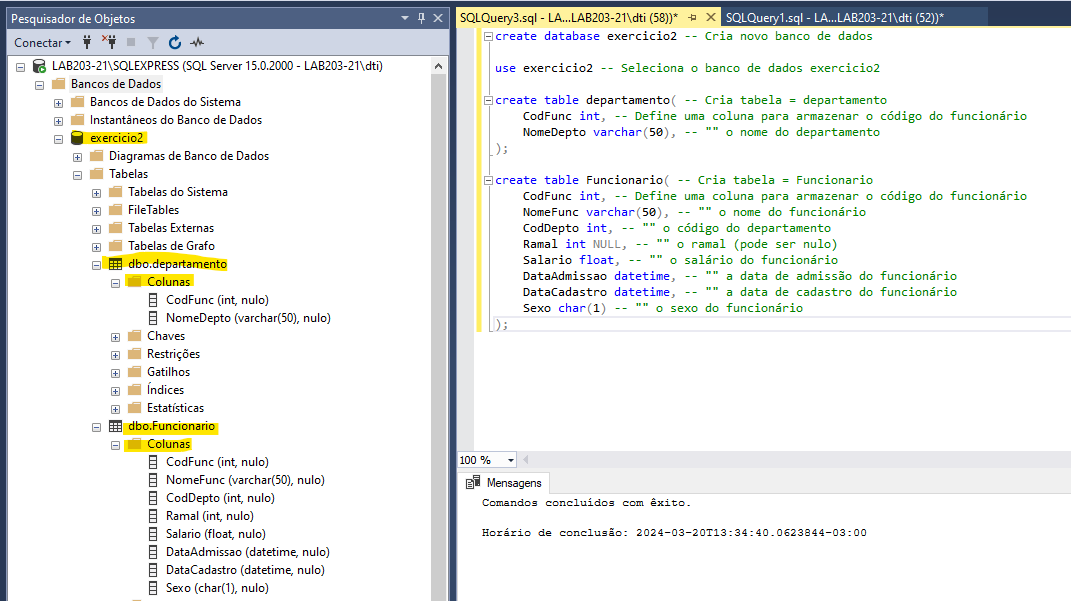 Pesquisador de Objetos
Conectar
LAB203-21\SQLEXPRESS (SQL Server 15.0.2000 - LAB203-21\dti)
Bancos de Dados
Bancos de Dados do Sistema
Instantâneos do Banco de Dados
exercicio2
Diagramas de Banco de Dados
Tabelas
Tabelas do Sistema
FileTables
Tabelas Externas
Tabelas de Grafo
dbo.departamento
Colunas
CodFunc (int, nulo)
NomeDepto (varchar(50), nulo)
Chaves
Restrições
Gatilhos
Índices
Estatísticas
dbo.Funcionario
Colunas
CodFunc (int, nulo)
NomeFunc (varchar(50), nulo)
CodDepto (int, nulo)
Ramal (int, nulo)
Salario (float, nulo)
DataAdmissao (datetime, nulo)
DataCadastro (datetime, nulo)
Sexo (char(1), nulo)
SQLQuery3.sql - LA...LAB203-21\dti (58))*
SQLQuery1.sql - LA...LAB203-21\dti (52))*
create database exercicio2 -- Cria novo banco de dados
use exercicio2 -- Seleciona o banco de dados exercicio2
create table departamento( -- Cria tabela = departamento
CodFunc int, -- Define uma coluna para armazenar o código do funcionário
NomeDepto varchar(50), -- "" o nome do departamento
);
create table Funcionario( -- Cria tabela = Funcionario
CodFunc int, -- Define uma coluna para armazenar o código do funcionário
NomeFunc varchar(50), -- "" o nome do funcionário
CodDepto int, -- "" o código do departamento
Ramal int NULL, -- "" o ramal (pode ser nulo)
Salario float, -- "" o salário do funcionário
DataAdmissao datetime, -- "" a data de admissão do funcionário
DataCadastro datetime, -- "" a data de cadastro do funcionário
Sexo char(1) -- "" o sexo do funcionário
);
100 %
Mensagens
Comandos concluídos com êxito.
Horário de conclusão: 2024-03-20T13:34:40.0623844-03:00